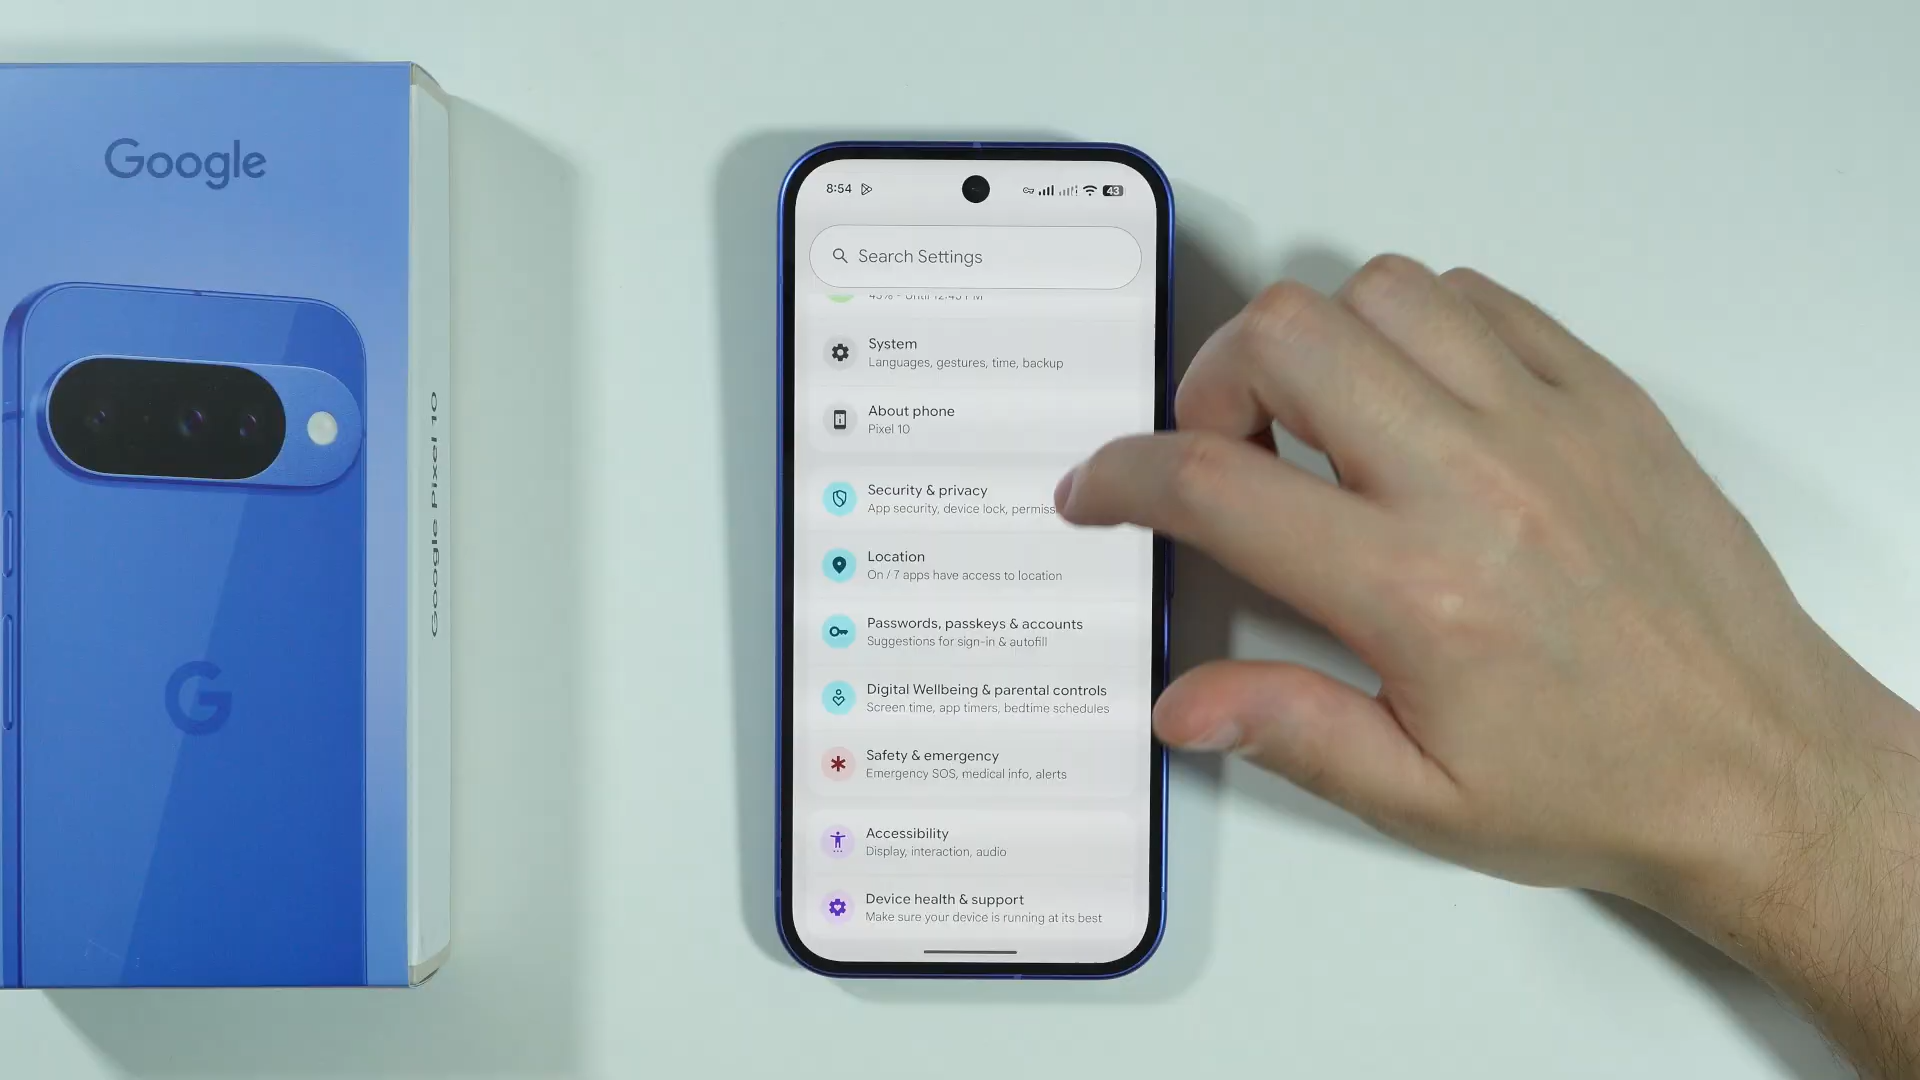 Google
Google Pixel 10
8:54
43
Search Settings
System
Languages, gestures, time, backup
About phone
Pixel 10
Security & privacy
App security, device lock,
Location
On / 7 apps have access to location
Passwords, passkeys & accounts
Suggestions for sign-in & autofill
Digital Wellbeing & parental controls
Screen time, app timers, bedtime schedules
Safety & emergency
Emergency SOS, medical info, alerts
Accessibility
Display, interaction, audio
Device health & support
Make sure your device is running at its best